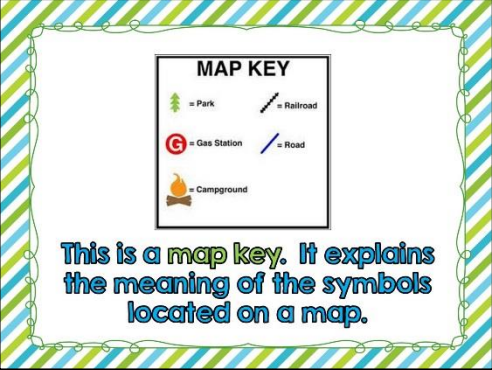 MAP KEY
= Park
= Railroad
G = Gas Station
= Road
= Campground
This is a map key. It explains
the meaning of the symbols
located on a map.